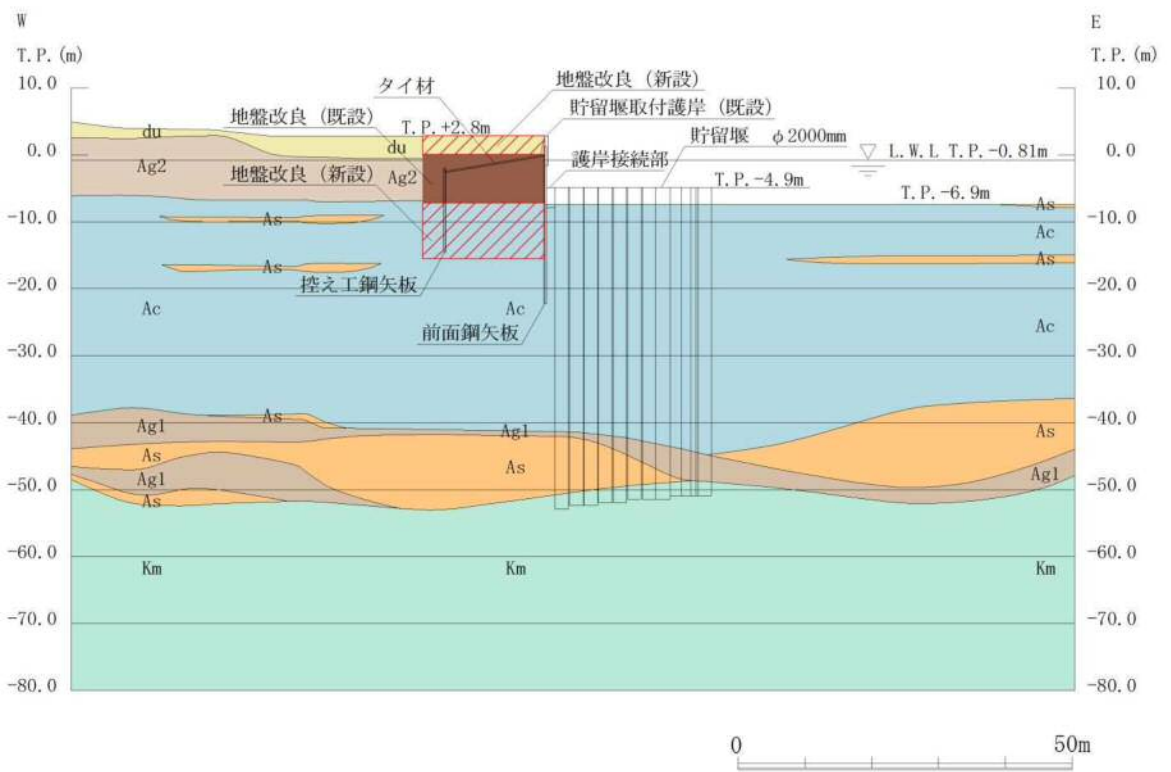 W
E
T.P.(m)
T.P.(m)
10.0
10.0
タイ材
地盤改良（新設）
地盤改良（既設）
貯留堰取付護岸（既設）
T.P.+2.8m
貯留堰 φ2000mm
du
du
L.W.L T.P.-0.81m
0.0
0.0
護岸接続部
Ag2
地盤改良（新設）
Ag2
T.P.-4.9m
T.P.-6.9m
As
-10.0
As
-10.0
Ac
As
As
-20.0
控え工鋼矢板
-20.0
Ac
Ac
Ac
前面鋼矢板
-30.0
-30.0
-40.0
As
-40.0
Ag1
Ag1
As
As
As
Ag1
Ag1
-50.0
As
-50.0
-60.0
-60.0
Km
Km
Km
-70.0
-70.0
-80.0
-80.0
0
50m